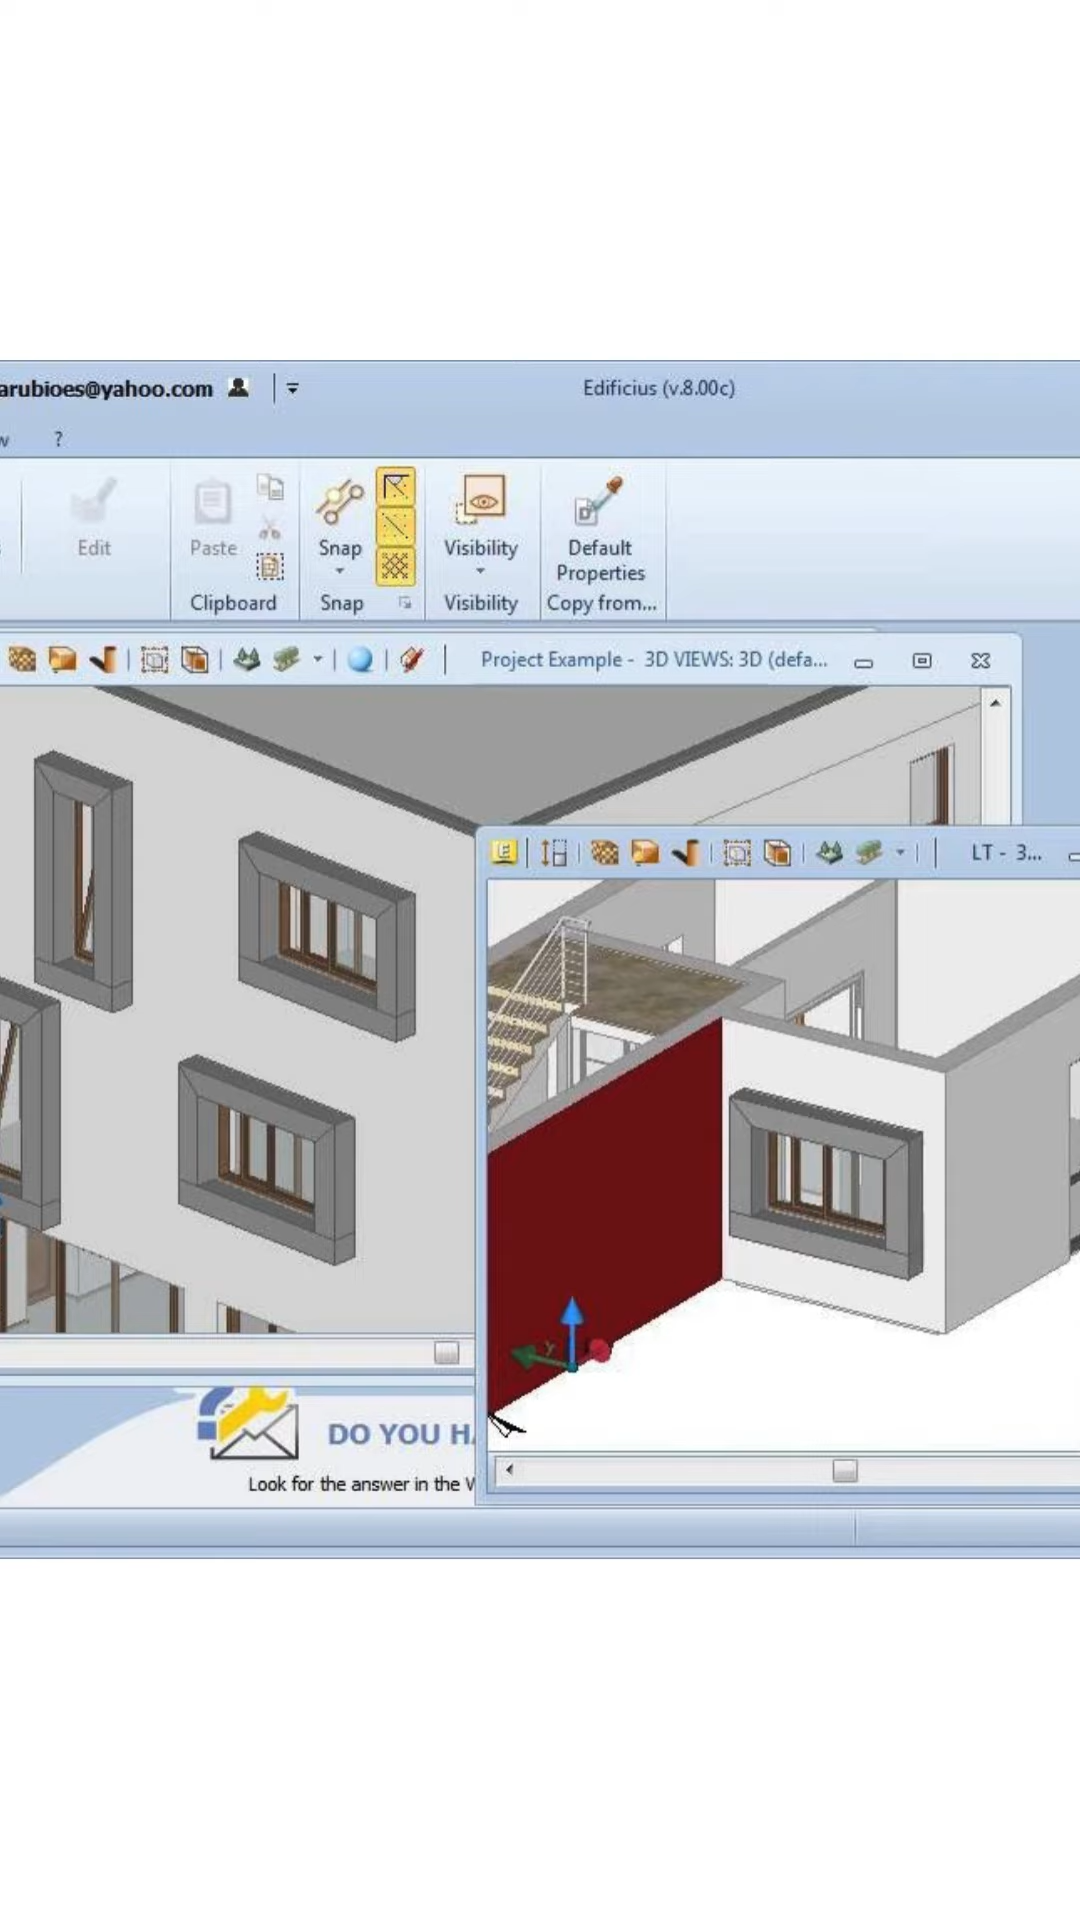 arubioes@yahoo.com
Edificius (v.8.00c)
w ?
Edit
Paste
Snap
Visibility
Default
Properties
Clipboard
Snap
Visibility
Copy from...
Project Example - 3D VIEWS: 3D (defa...
LT - 3...
DO YOU HA
Look for the answer in the W